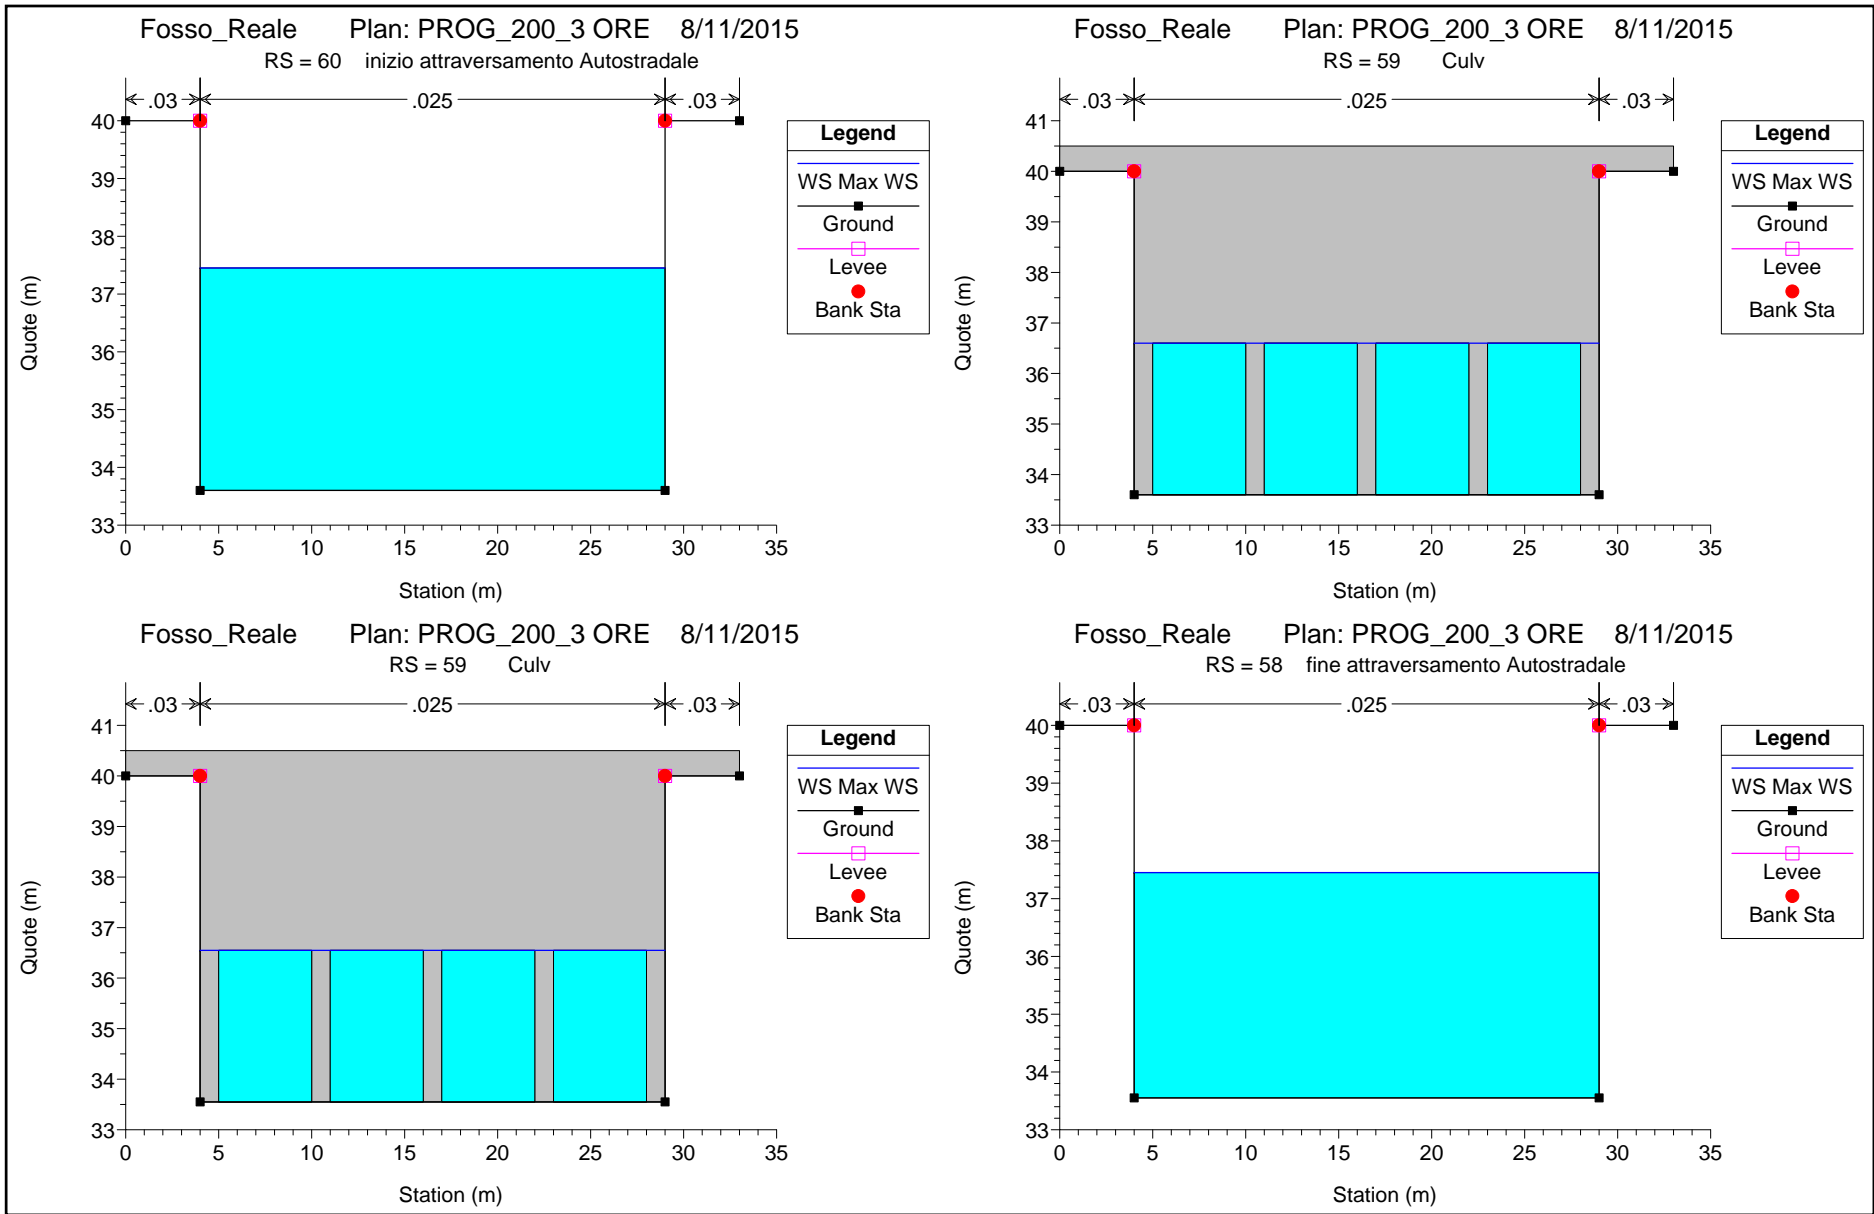 Fosso_Reale Plan: PROG_200_3 ORE 8/11/2015
RS = 60 inizio attraversamento Autostradale
.03 .025 .03
40
39
38
37
36
35
34
33
0 5 10 15 20 25 30 35
Quote (m)
Station (m)
Legend
WS Max WS
Ground
Levee
Bank Sta
Fosso_Reale Plan: PROG_200_3 ORE 8/11/2015
RS = 59 Culv
.03 .025 .03
41
40
39
38
37
36
35
34
33
0 5 10 15 20 25 30 35
Quote (m)
Station (m)
Legend
WS Max WS
Ground
Levee
Bank Sta
Fosso_Reale Plan: PROG_200_3 ORE 8/11/2015
RS = 59 Culv
.03 .025 .03
41
40
39
38
37
36
35
34
33
0 5 10 15 20 25 30 35
Quote (m)
Station (m)
Legend
WS Max WS
Ground
Levee
Bank Sta
Fosso_Reale Plan: PROG_200_3 ORE 8/11/2015
RS = 58 fine attraversamento Autostradale
.03 .025 .03
40
39
38
37
36
35
34
33
0 5 10 15 20 25 30 35
Quote (m)
Station (m)
Legend
WS Max WS
Ground
Levee
Bank Sta